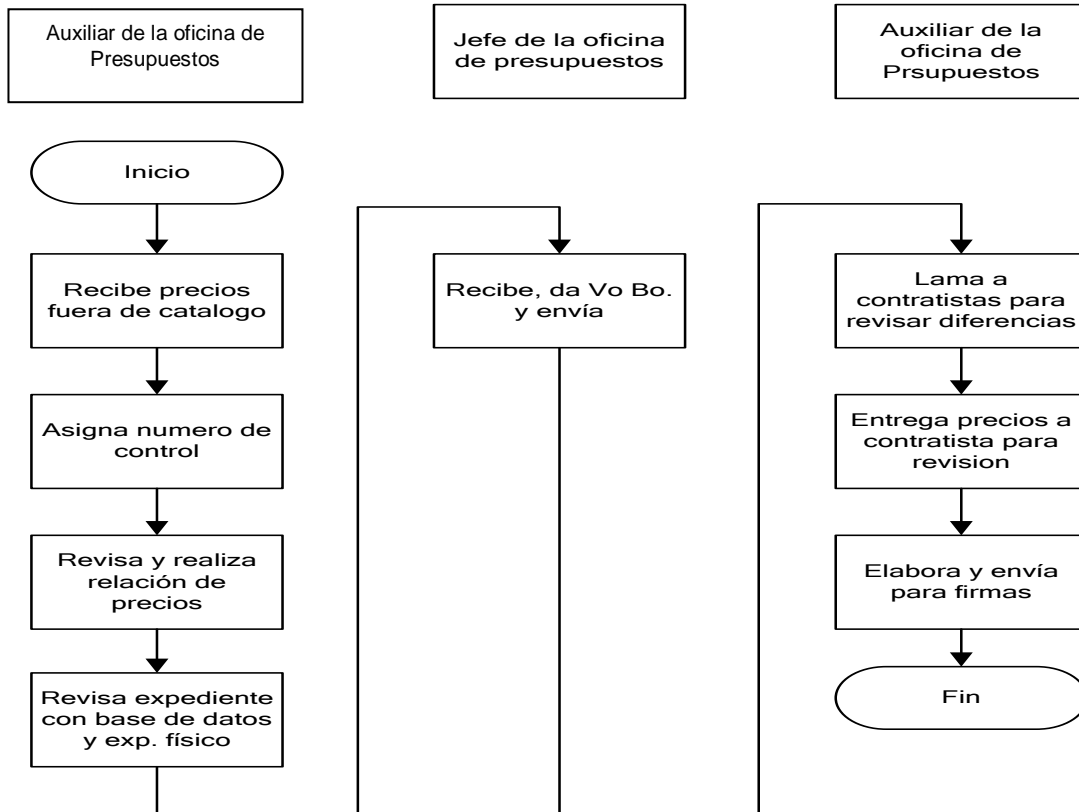 Auxiliar de la oficina de
Presupuestos
Jefe de la oficina
de presupuestos
Auxiliar de la
oficina de
Prsupuestos
Inicio
Recibe precios
fuera de catalogo
Asigna numero de
control
Revisa y realiza
relación de
precios
Revisa expediente
con base de datos
y exp. físico
Recibe, da Vo Bo.
y envía
Lama a
contratistas para
revisar diferencias
Entrega precios a
contratista para
revision
Elabora y envía
para firmas
Fin